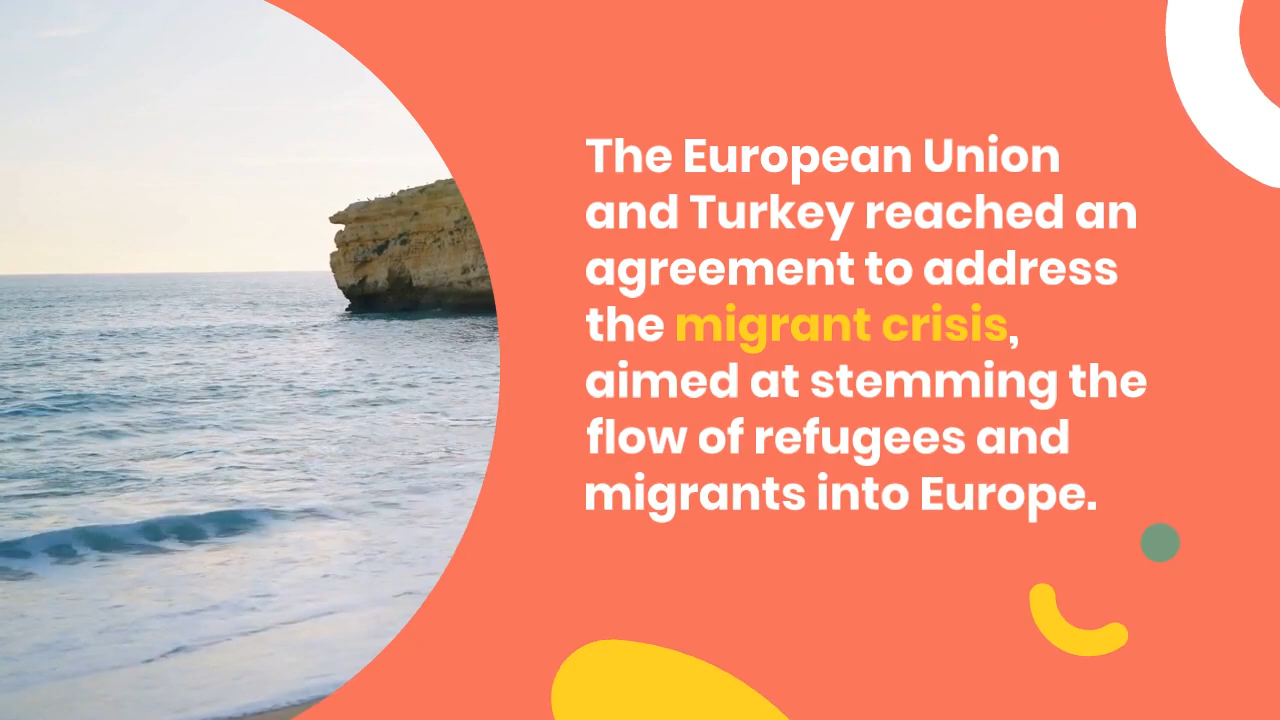 The European Union
and Turkey reached an
agreement to address
the migrant crisis,
aimed at stemming the
flow of refugees and
migrants into Europe.